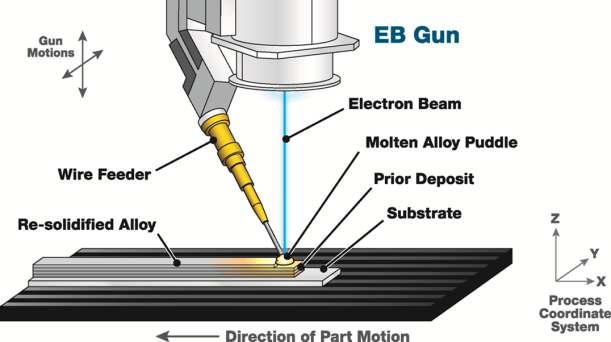 EB Gun
Gun
Motions
Electron Beam
Molten Alloy Puddle
Wire Feeder
Prior Deposit
Substrate
Re-solidified Alloy
Z
Y
X
Process
Coordinate
System
Direction of Part Motion